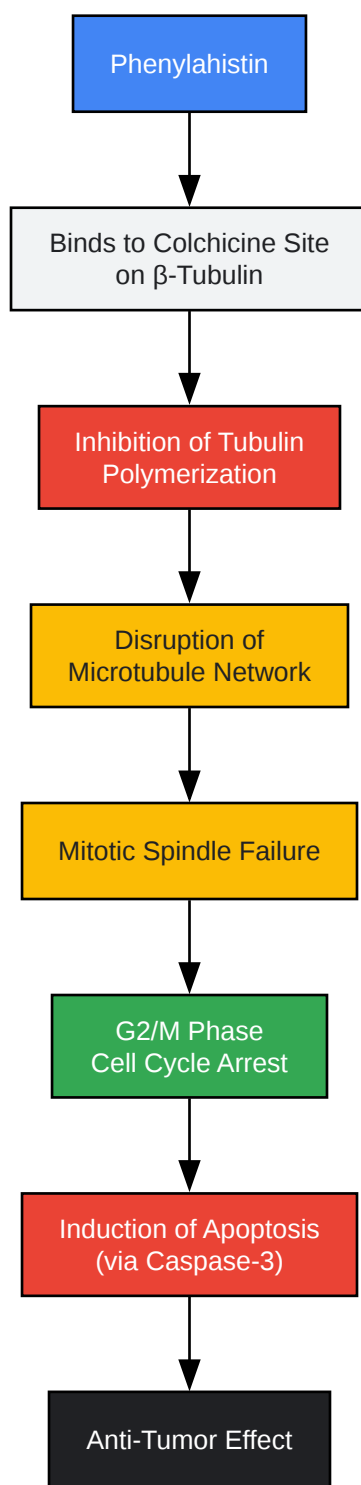 Phenylahistin
Binds to Colchicine Site
on β-Tubulin
Inhibition of Tubulin
Polymerization
Disruption of
Microtubule Network
Mitotic Spindle Failure
G2/M Phase
Cell Cycle Arrest
Induction of Apoptosis
(via Caspase-3)
Anti-Tumor Effect